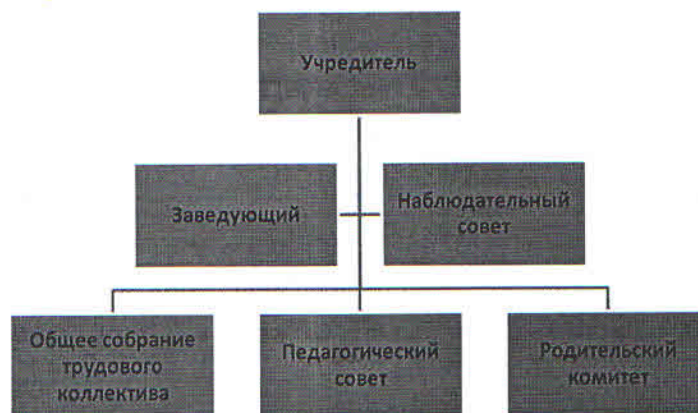 Учредитель
Заведующий
Наблюдательный
совет
Общее собрание
трудового
коллектива
Педагогический
совет
Родительский
комитет